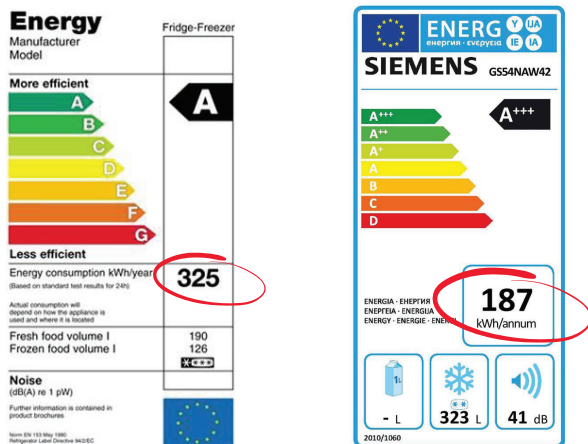 Energy
Fridge-Freezer
Manufacturer
Model
More efficient
A
A
B
C
D
E
F
G
Less efficient
Energy consumption kWh/year
325
(Based on standard test results for 24h)
Actual consumption will
depend on how the appliance is
used and where it is located
Fresh food volume l
190
Frozen food volume l
126
Noise
(dB(A) re 1 pW)
Further information is contained in
product brochures
Norm EN 153 May 1990
Refrigerator Label Directive 94/2/EC
ENERG Y IJA
енергия · ενεργεια IE IA
SIEMENS GS54NAW42
A+++
A+++
A++
A+
A
B
C
D
ENERGIA · ЕНЕРГИЯ
ΕΝΕΡΓΕΙΑ · ENERGIJA
ENERGY · ENERGIE ·
187
kWh/annum
1L
- L
323 L
41 dB
2010/1060